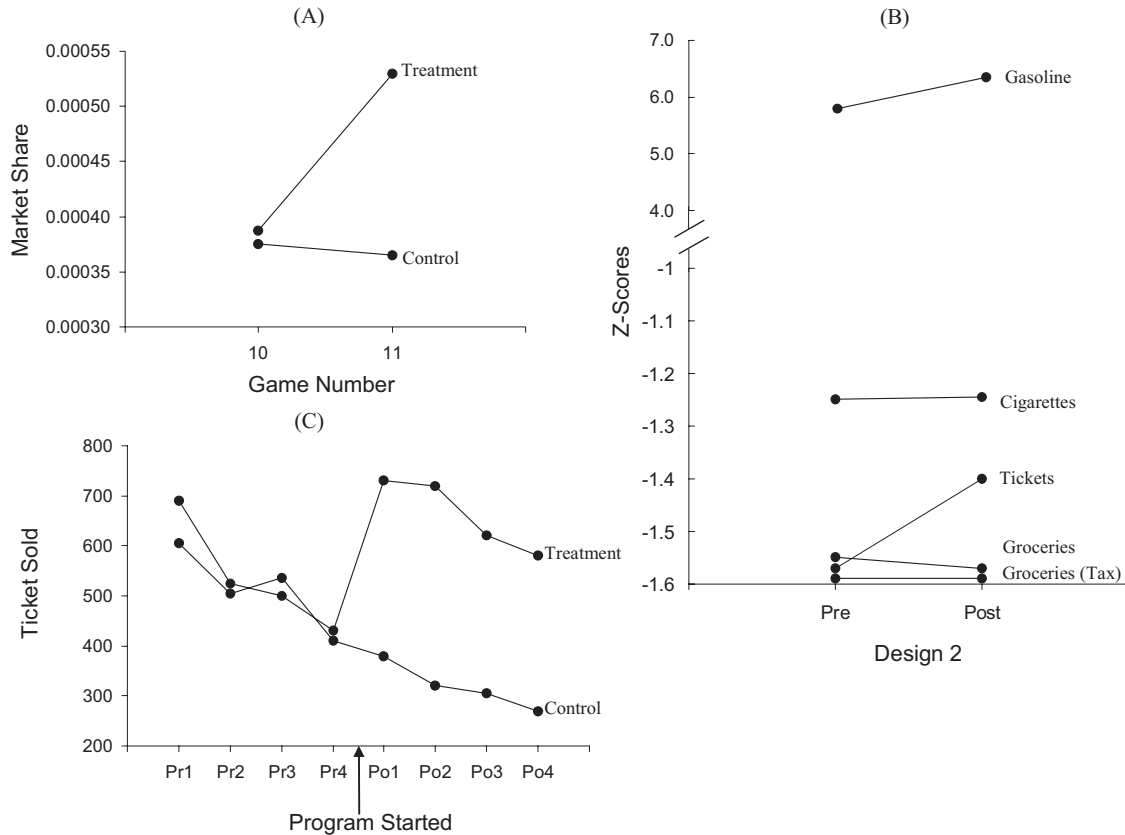 (A)
0.00055
0.00050
0.00045
0.00040
0.00035
0.00030
Market Share
Treatment
Control
10 11
Game Number
(B)
7.0
6.0
5.0
4.0
-1
-1.1
-1.2
-1.3
-1.4
-1.5
-1.6
Z-Scores
Gasoline
Cigarettes
Tickets
Groceries
Groceries (Tax)
Pre Post
Design 2
(C)
800
700
600
500
400
300
200
Ticket Sold
Treatment
Control
Pr1 Pr2 Pr3 Pr4 Po1 Po2 Po3 Po4
Program Started